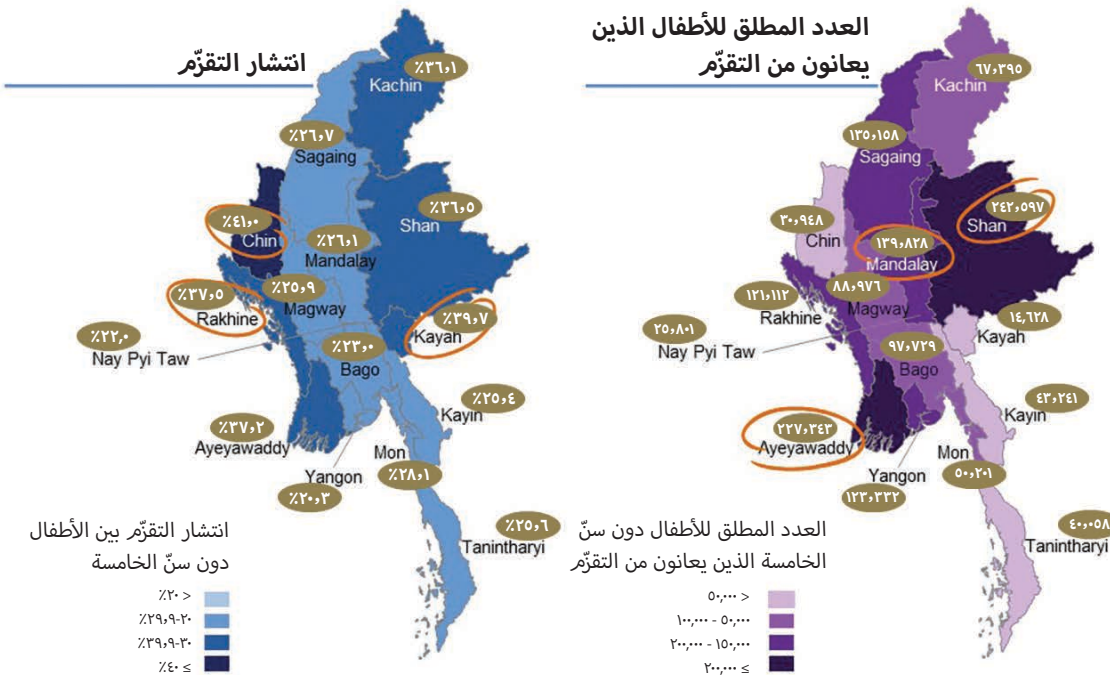 العدد المطلق للأطفال الذين
يعانون من التقزّم
٦٧,٣٩٥
Kachin
١٣٥,١٥٨
Sagaing
٢٤٢,٥٩٧
Shan
٣٠,٩٤٨
Chin
١٣٩,٨٢٨
Mandalay
٨٨,٩٧٦
Magway
١٢١,١١٢
Rakhine
١٤,٦٢٨
Kayah
٢٥,٨٠١
Nay Pyi Taw
٩٧,٧٢٩
Bago
٤٣,٢٤١
Kayin
٢٢٧,٣٤٣
Ayeyawaddy
Mon
٥٠,٢٠١
Yangon
١٢٣,٣٣٢
٤٠,٠٥٨
Tanintharyi
العدد المطلق للأطفال دون سنّ
الخامسة الذين يعانون من التقزّم
< ٥٠,٠٠٠
٥٠,٠٠٠ - ١٠٠,٠٠٠
١٥٠,٠٠٠ - ٢٠٠,٠٠٠
≥ ٢٠٠,٠٠٠
انتشار التقزّم
٪٣٦,١
Kachin
٪٢٦,٧
Sagaing
٪٣٦,٥
Shan
٪٤١,٠
Chin
٪٢٦,١
Mandalay
٪٢٥,٩
Magway
٪٣٧,٥
Rakhine
٪٣٩,٧
Kayah
٪٢٢,٠
Nay Pyi Taw
٪٢٣,٠
Bago
٪٢٥,٤
Kayin
٪٣٧,٢
Ayeyawaddy
Mon
٪٢٨,١
Yangon
٪٢٠,٣
٪٢٥,٦
Tanintharyi
انتشار التقزّم بين الأطفال
دون سنّ الخامسة
< ٢٠٪
٢٠-٢٩,٩٪
٣٠-٣٩,٩٪
≥ ٤٠٪